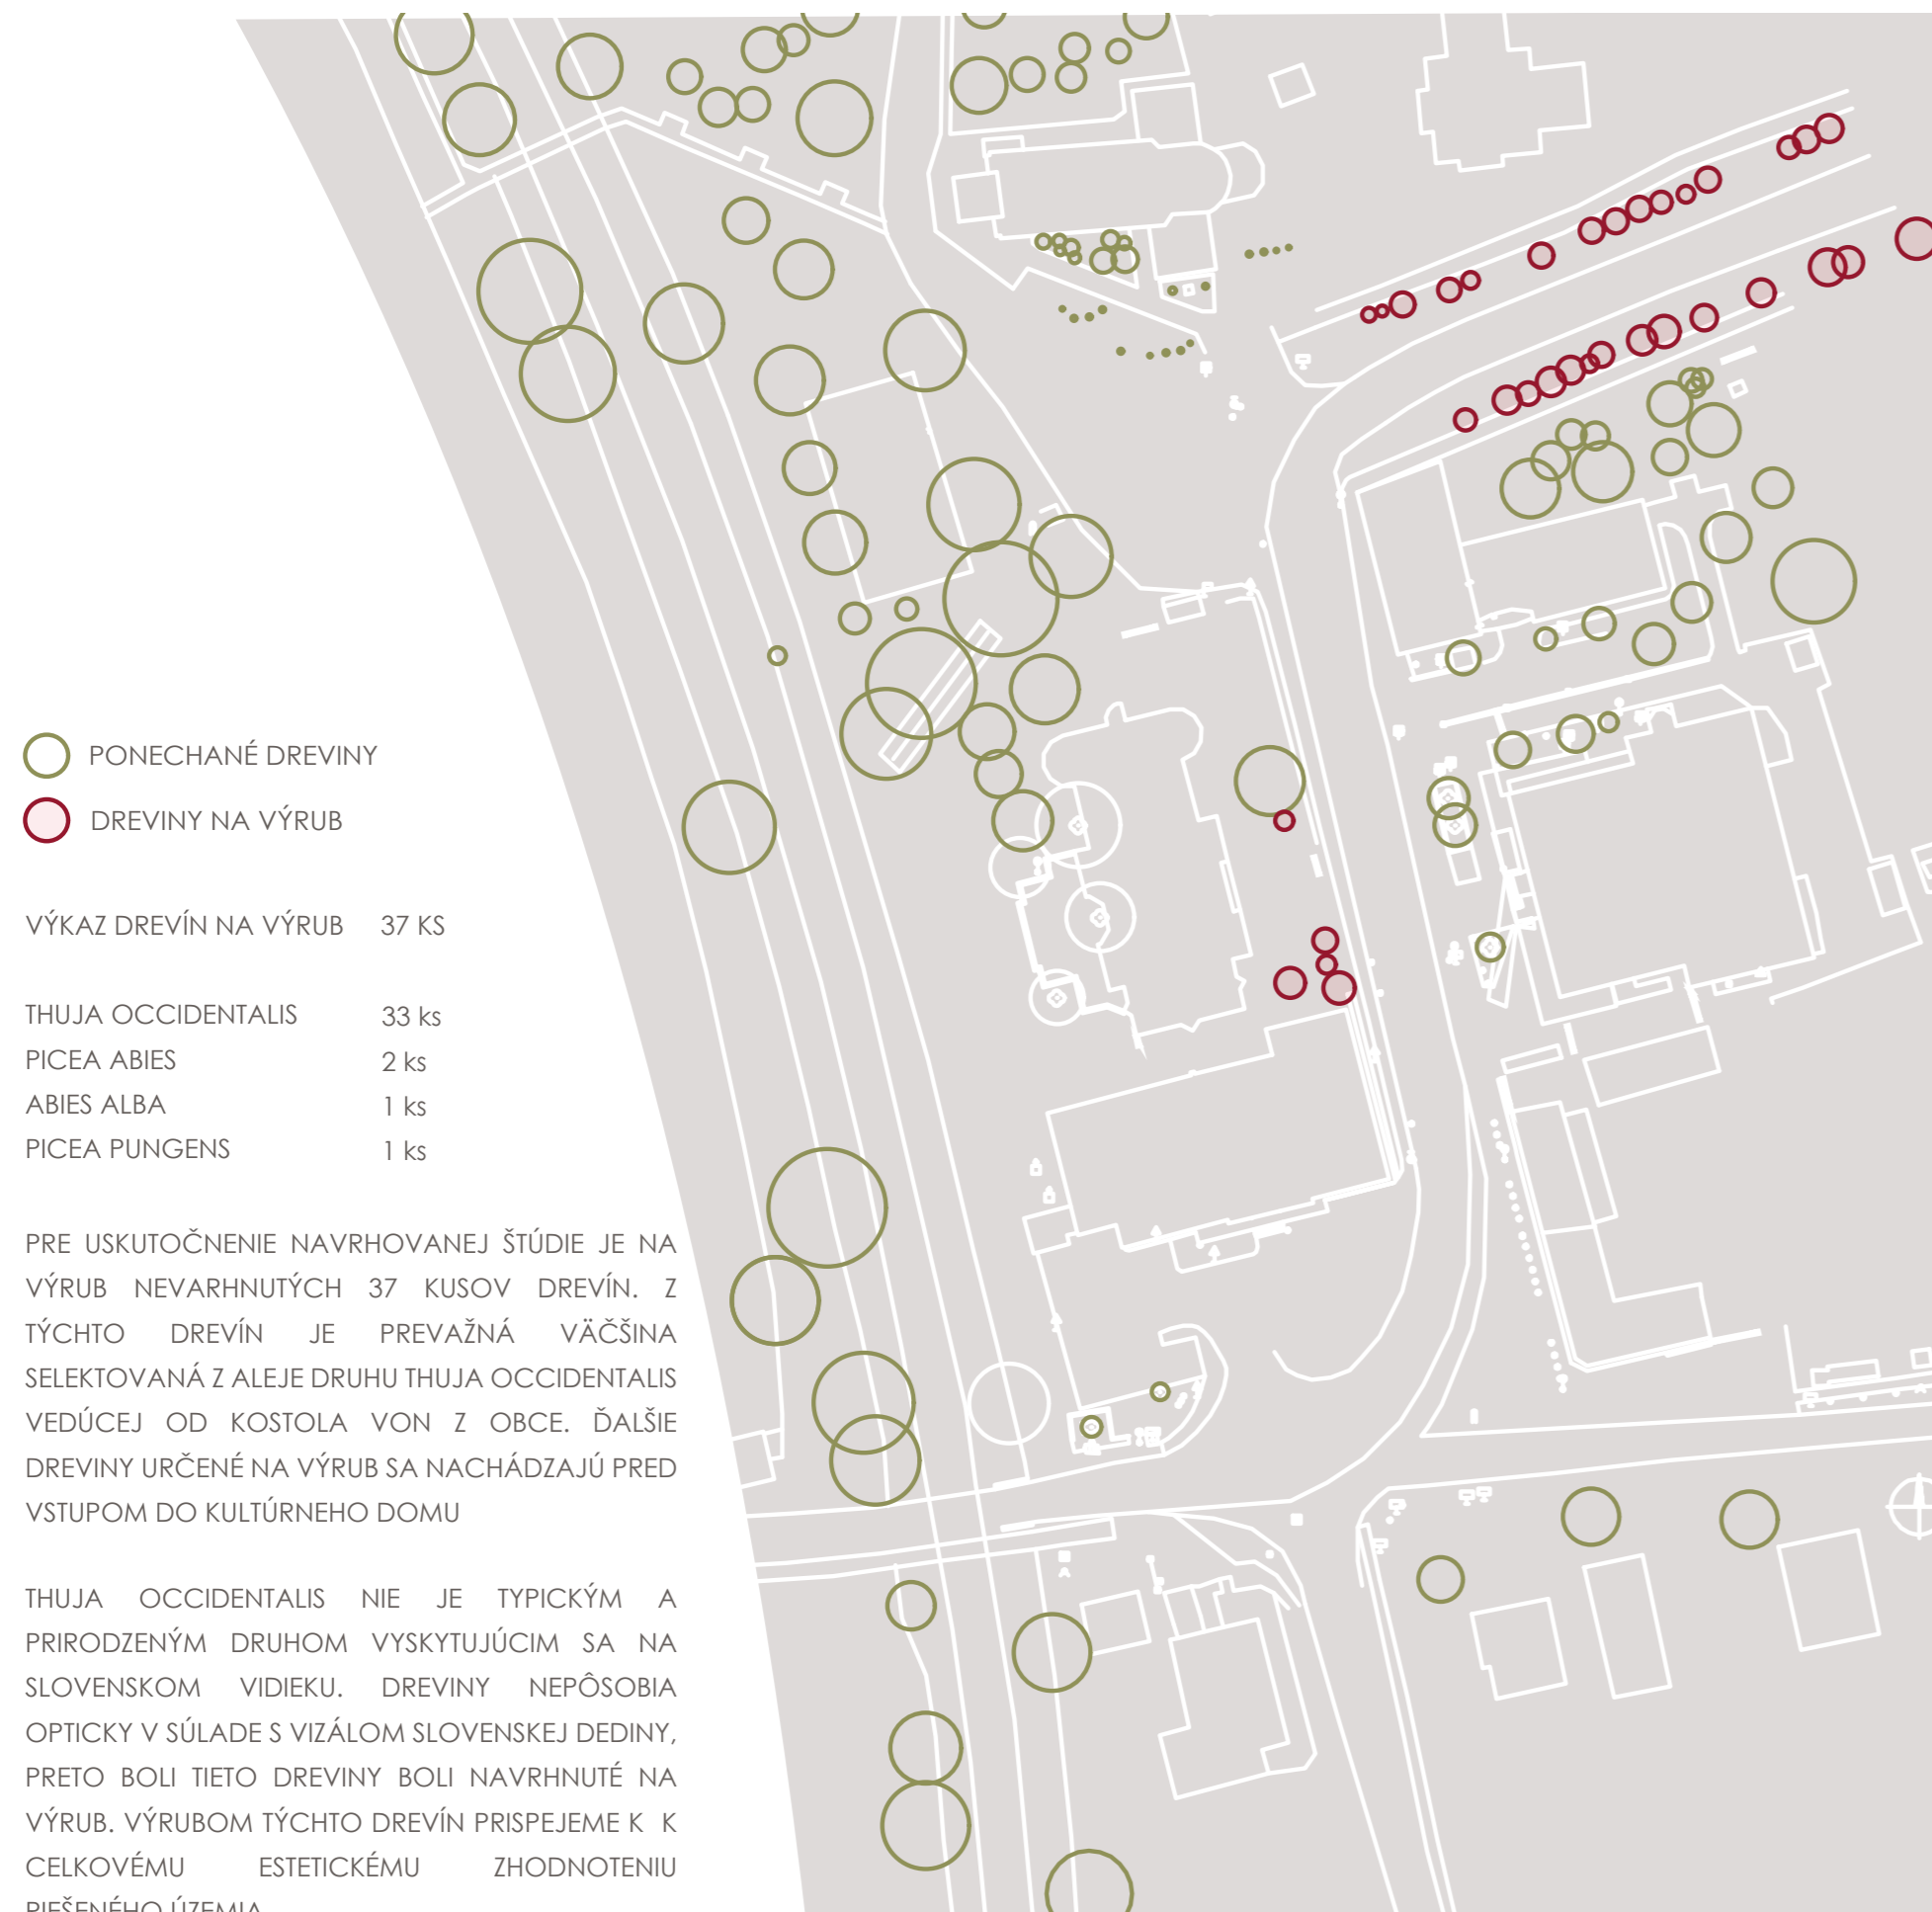 PONECHANÉ DREVINY
DREVINY NA VÝRUB
VÝKAZ DREVÍN NA VÝRUB 37 KS
THUJA OCCIDENTALIS 33 ks
PICEA ABIES 2 ks
ABIES ALBA 1 ks
PICEA PUNGENS 1 ks
PRE USKUTOČNENIE NAVRHOVANEJ ŠTÚDIE JE NA
VÝRUB NEVARHNUTÝCH 37 KUSOV DREVÍN. Z
TÝCHTO DREVÍN JE PREVAŽNÁ VÄČŠINA
SELEKTOVANÁ Z ALEJE DRUHU THUJA OCCIDENTALIS
VEDÚCEJ OD KOSTOLA VON Z OBCE. ĎALŠIE
DREVINY URČENÉ NA VÝRUB SA NACHÁDZAJÚ PRED
VSTUPOM DO KULTÚRNEHO DOMU
THUJA OCCIDENTALIS NIE JE TYPICKÝM A
PRIRODZENÝM DRUHOM VYSKYTUJÚCIM SA NA
SLOVENSKOM VIDIEKU. DREVINY NEPÔSOBIA
OPTICKY V SÚLADE S VIZÁLOM SLOVENSKEJ DEDINY,
PRETO BOLI TIETO DREVINY BOLI NAVRHNUTÉ NA
VÝRUB. VÝRUBOM TÝCHTO DREVÍN PRISPEJEME K K
CELKOVÉMU ESTETICKÉMU ZHODNOTENIU
ÚZEMIA